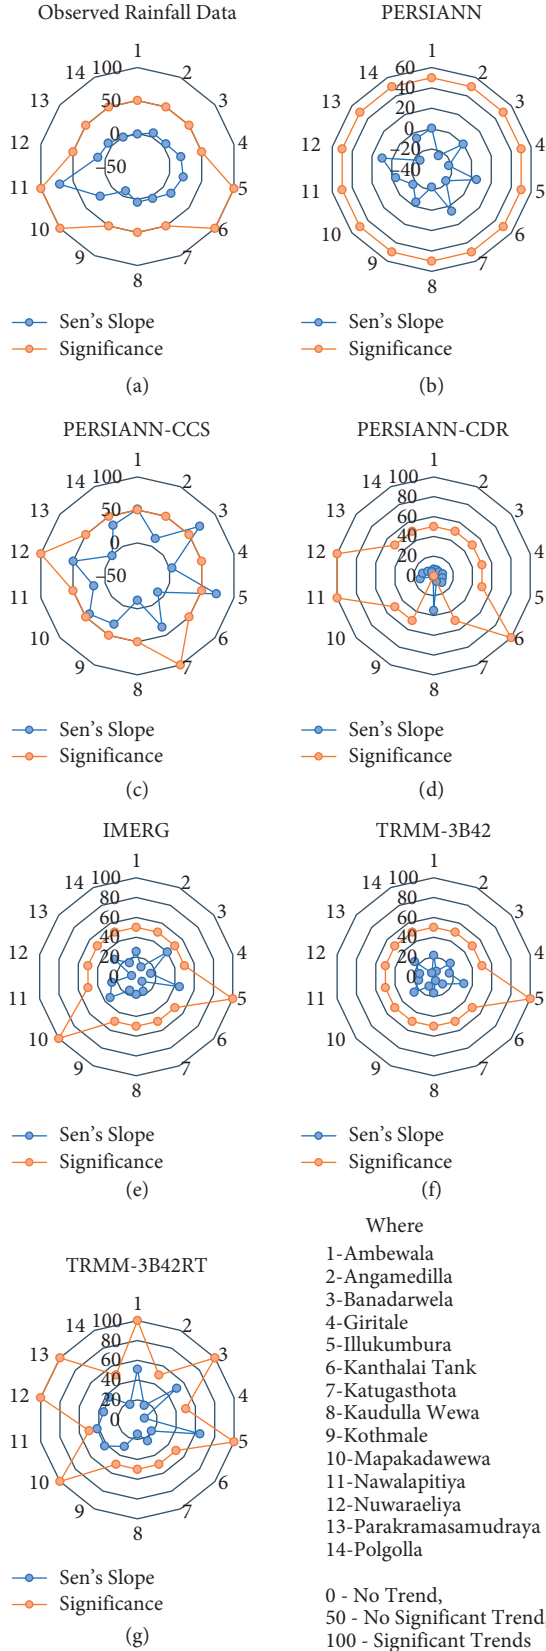 Observed Rainfall Data
1
2
3
4
5
6
7
8
9
10
11
12
13
14
100
50
0
–50
Sen's Slope
Significance
(a)
PERSIANN
1
2
3
4
5
6
7
8
9
10
11
12
13
14
60
40
20
0
–20
–40
Sen's Slope
Significance
(b)
PERSIANN-CCS
1
2
3
4
5
6
7
8
9
10
11
12
13
14
100
50
0
–50
Sen's Slope
Significance
(c)
PERSIANN-CDR
1
2
3
4
5
6
7
8
9
10
11
12
13
14
100
80
60
40
20
0
Sen's Slope
Significance
(d)
IMERG
1
2
3
4
5
6
7
8
9
10
11
12
13
14
100
80
60
40
20
0
Sen's Slope
Significance
(e)
TRMM-3B42
1
2
3
4
5
6
7
8
9
10
11
12
13
14
100
80
60
40
20
0
Sen's Slope
Significance
(f)
TRMM-3B42RT
1
2
3
4
5
6
7
8
9
10
11
12
13
14
100
80
60
40
20
0
Sen's Slope
Significance
(g)
Where
1-Ambewala
2-Angamedilla
3-Banadarwela
4-Giritale
5-Illukumbura
6-Kanthalai Tank
7-Katugasthota
8-Kaudulla Wewa
9-Kothmale
10-Mapakadawewa
11-Nawalapitiya
12-Nuwaraeliya
13-Parakramasamudraya
14-Polgolla
0 - No Trend,
50 - No Significant Trend,
100 - Significant Trends